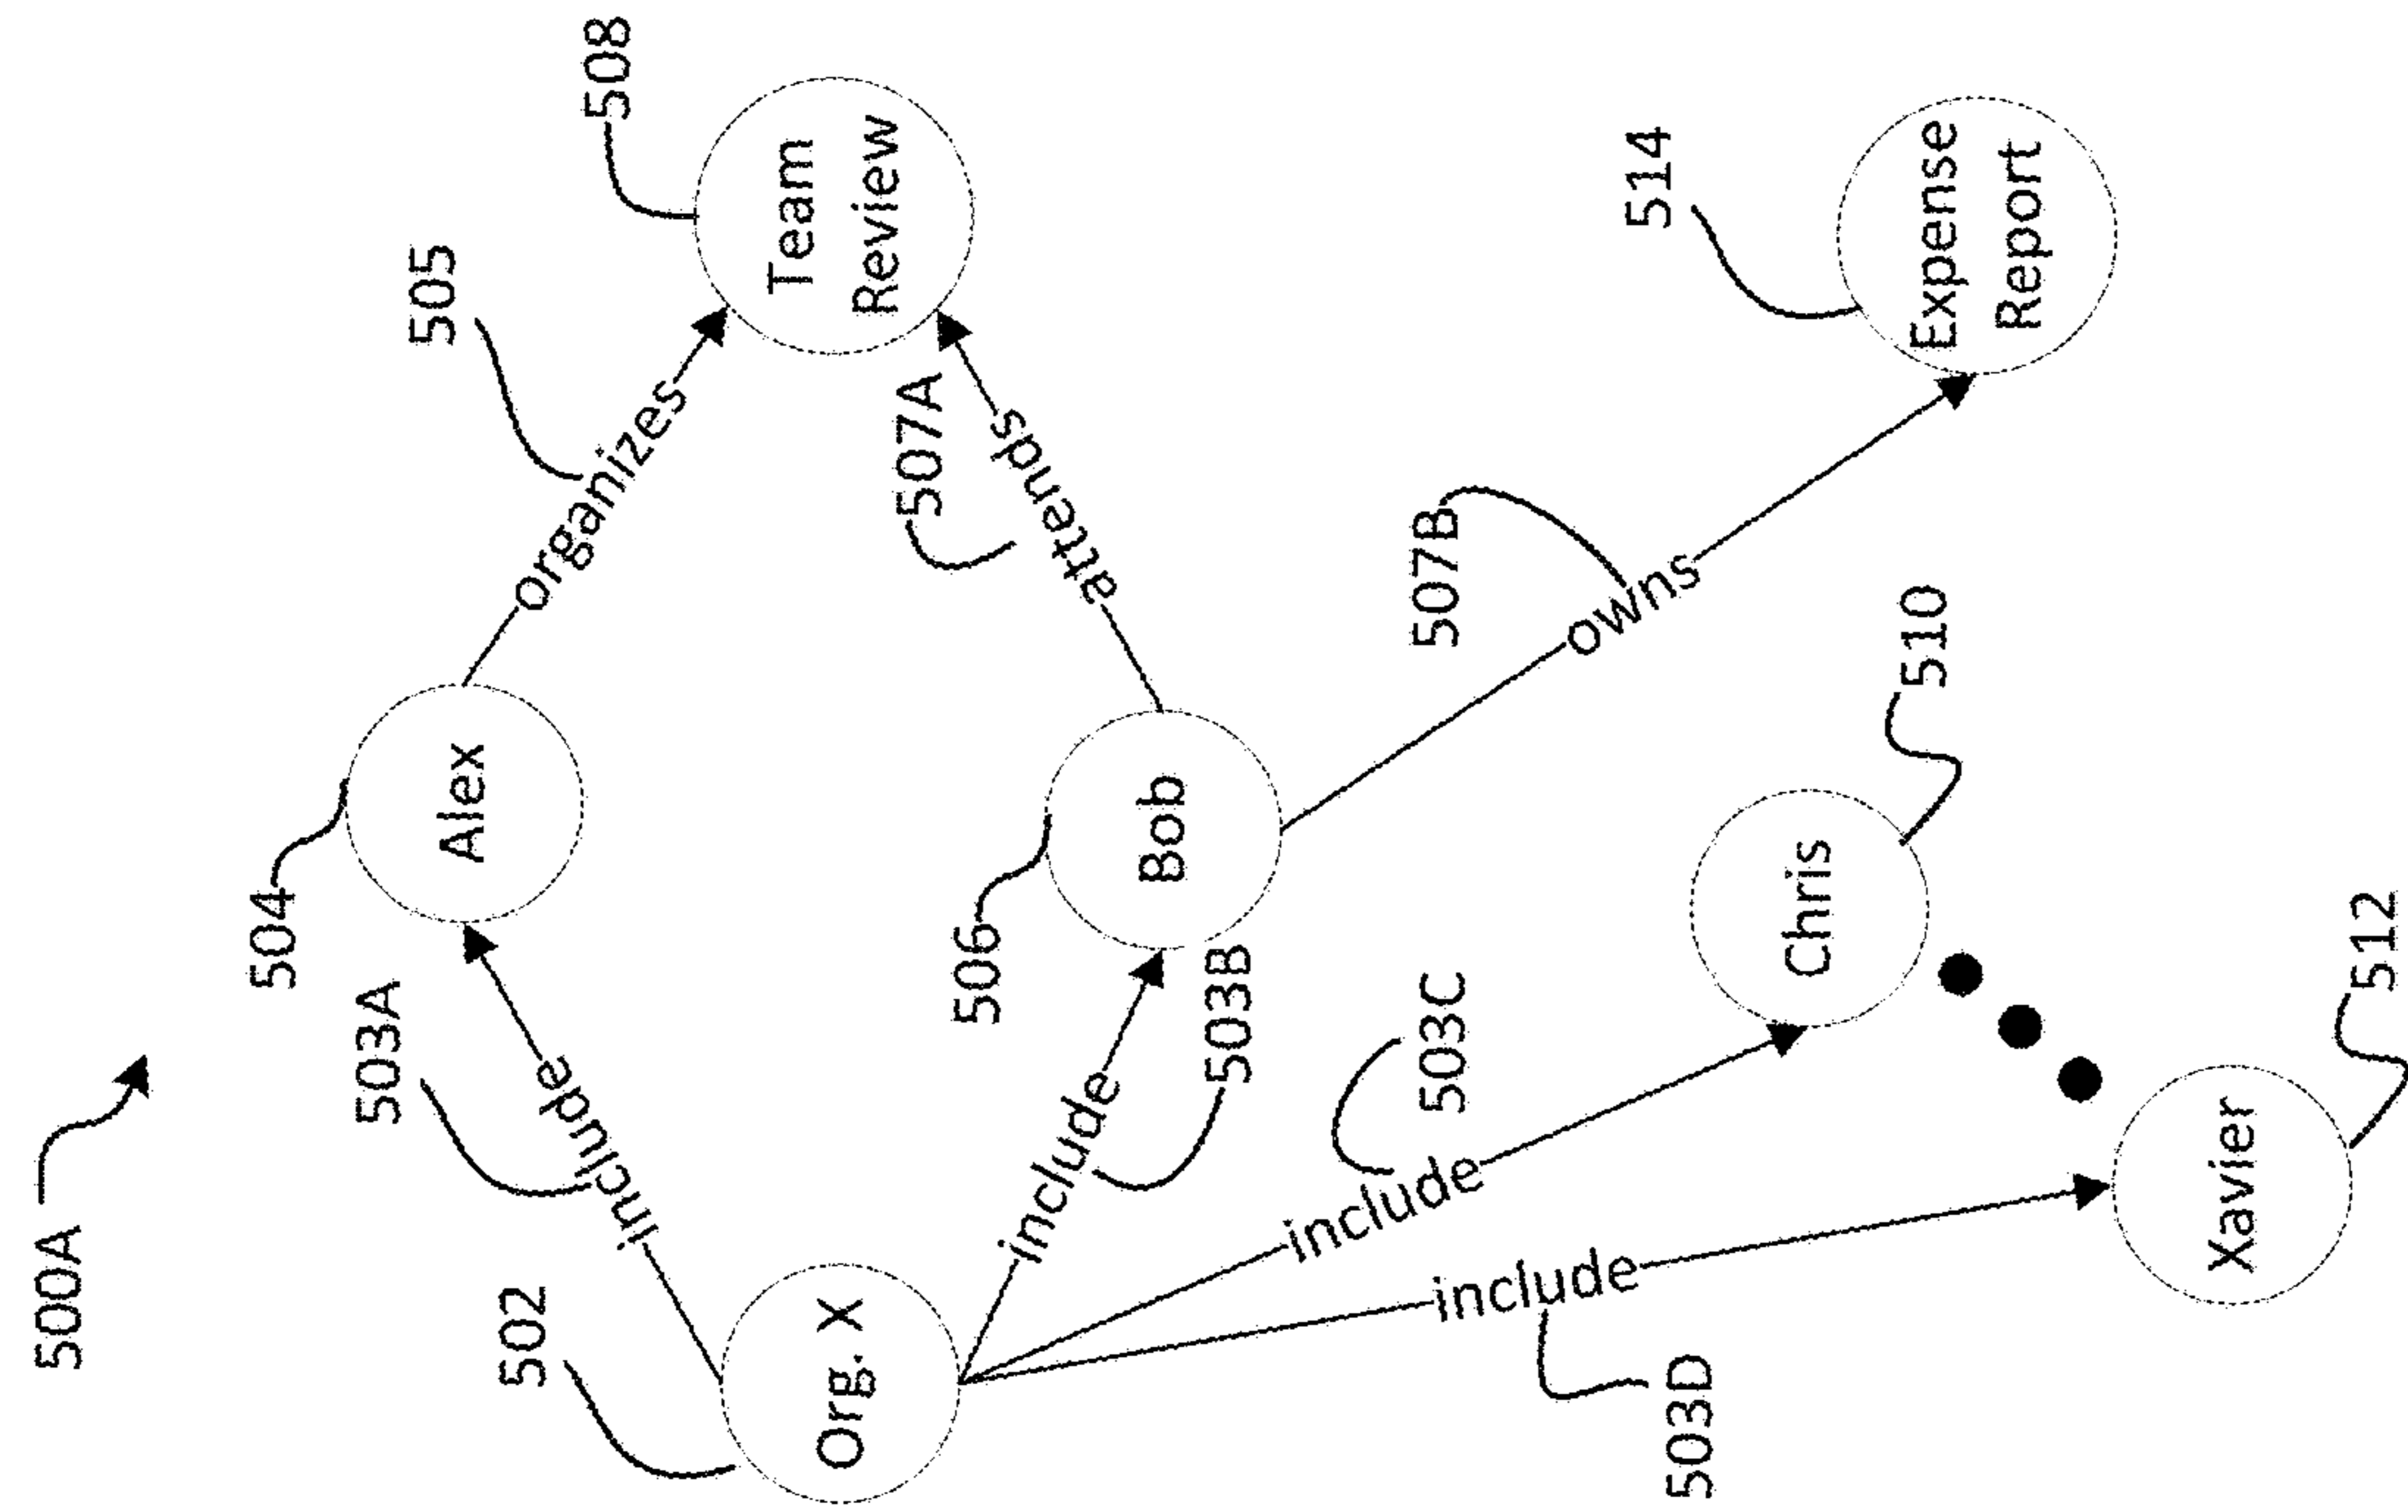 500A
504
Alex
503A
include
505
organizes
508
Team
Review
502
Org. X
506
Bob
503B
include
507A
attends
507B
owns
514
Expense
Report
503C
include
Chris
510
503D
include
Xavier
512